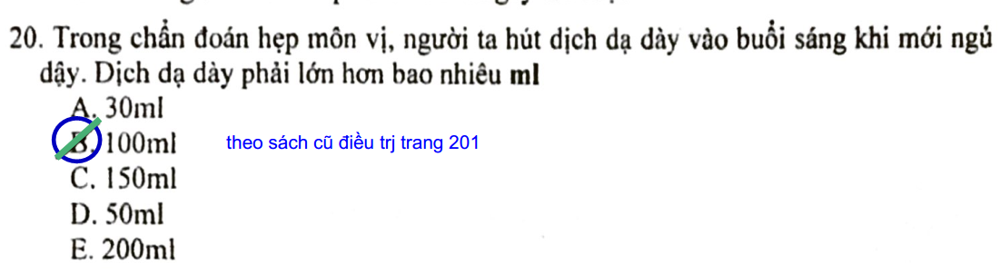 20. Trong chẩn đoán hẹp môn vị, người ta hút dịch dạ dày vào buổi sáng khi mới ngủ
dậy. Dịch dạ dày phải lớn hơn bao nhiêu ml
A. 30ml
B. 100ml theo sách cũ điều trị trang 201
C. 150ml
D. 50ml
E. 200ml